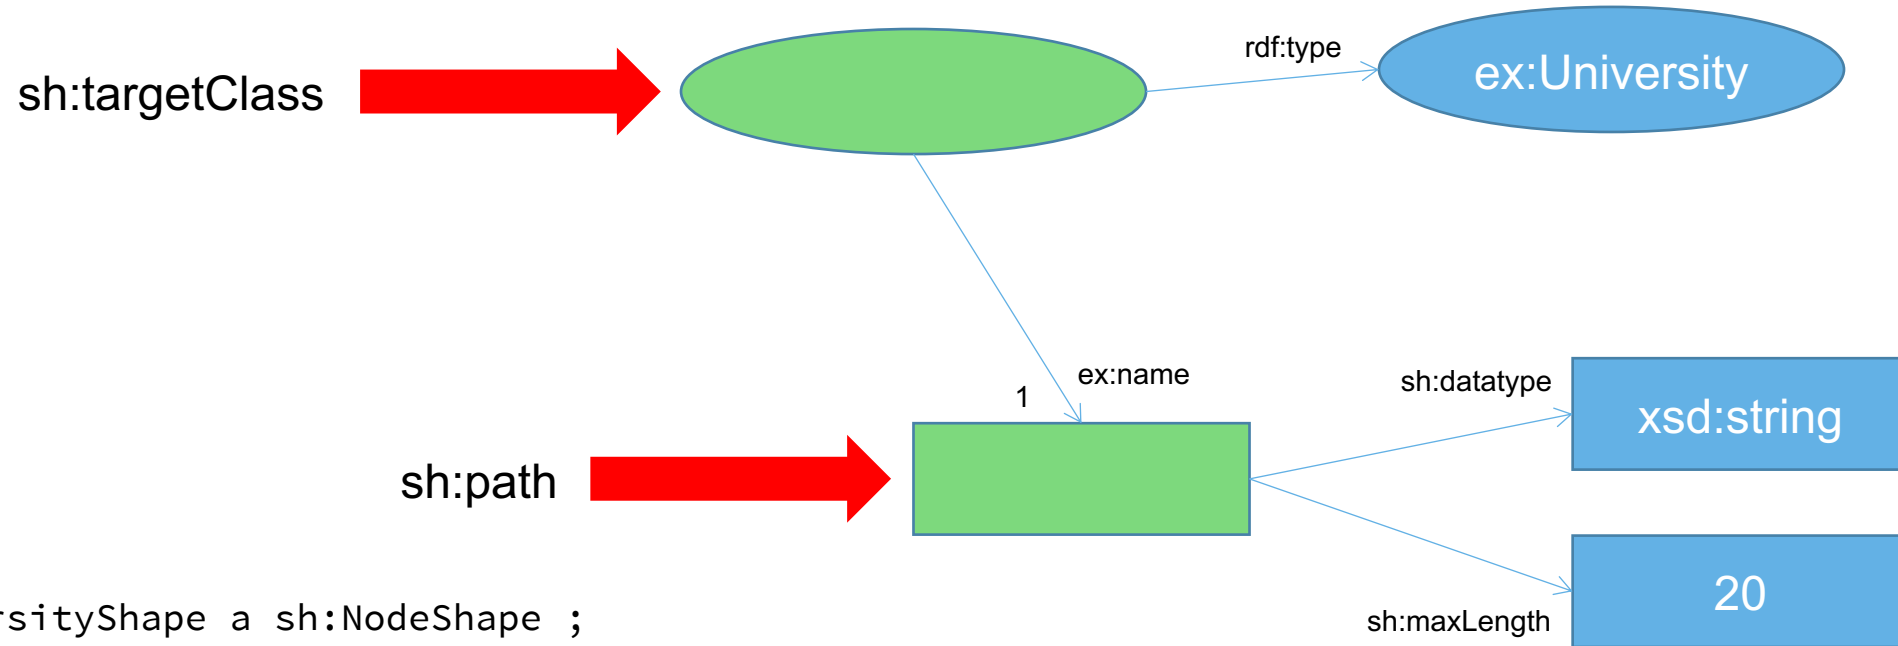 rdf:type
ex:University
sh:targetClass
ex:name
1
sh:datatype
xsd:string
sh:path
20
rsityShape a sh:NodeShape ;
sh:maxLength